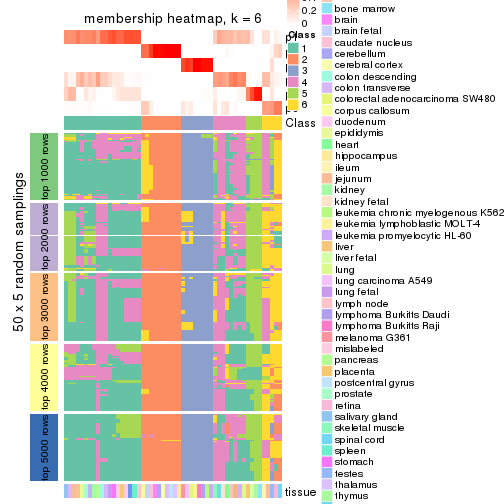 membership heatmap, k = 6
50 x 5 random samplings
top 1000 rows
top 2000 rows
top 3000 rows
top 4000 rows
top 5000 rows
Class
tissue
0.2
0
Class
1
2
3
4
5
6
bone marrow
brain
brain fetal
caudate nucleus
cerebellum
cerebral cortex
colon descending
colon transverse
colorectal adenocarcinoma SW480
corpus callosum
duodenum
epididymis
heart
hippocampus
ileum
jejunum
kidney
kidney fetal
leukemia chronic myelogenous K562
leukemia lymphoblastic MOLT-4
leukemia promyelocytic HL-60
liver
liver fetal
lung
lung carcinoma A549
lung fetal
lymph node
lymphoma Burkitts Daudi
lymphoma Burkitts Raji
melanoma G361
mislabeled
pancreas
placenta
postcentral gyrus
prostate
retina
salivary gland
skeletal muscle
spinal cord
spleen
stomach
testes
thalamus
thymus